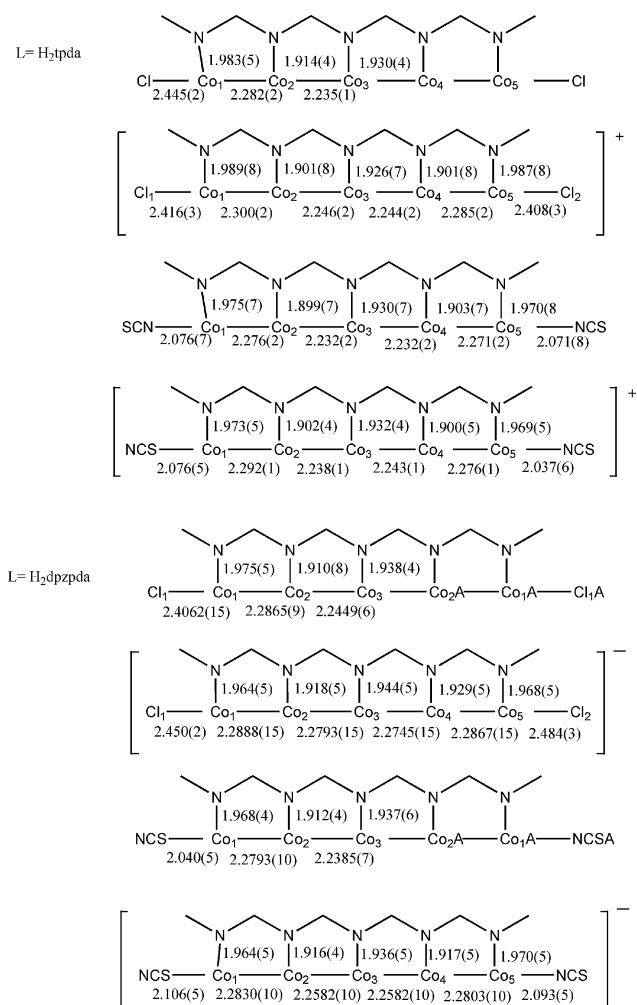 N N N N N
L= H2tpda
1.983(5) 1.914(4) 1.930(4)
Cl Co1 Co2 Co3 Co4 Co5 Cl
2.445(2) 2.282(2) 2.235(1)
+
N N N N N
1.989(8) 1.901(8) 1.926(7) 1.901(8) 1.987(8)
Cl1 Co1 Co2 Co3 Co4 Co5 Cl2
2.416(3) 2.300(2) 2.246(2) 2.244(2) 2.285(2) 2.408(3)
N N N N N
1.975(7) 1.899(7) 1.930(7) 1.903(7) 1.970(8
SCN Co1 Co2 Co3 Co4 Co5 NCS
2.076(7) 2.276(2) 2.232(2) 2.232(2) 2.271(2) 2.071(8)
+
N N N N N
1.973(5) 1.902(4) 1.932(4) 1.900(5) 1.969(5)
NCS Co1 Co2 Co3 Co4 Co5 NCS
2.076(5) 2.292(1) 2.238(1) 2.243(1) 2.276(1) 2.037(6)
N N N N N
L= H2dpzpda
1.975(5) 1.910(8) 1.938(4)
Cl1 Co1 Co2 Co3 Co2A Co1A Cl1A
2.4062(15) 2.2865(9) 2.2449(6)
−
N N N N N
1.964(5) 1.918(5) 1.944(5) 1.929(5) 1.968(5)
Cl1 Co1 Co2 Co3 Co4 Co5 Cl2
2.450(2) 2.2888(15) 2.2793(15) 2.2745(15) 2.2867(15) 2.484(3)
N N N N N
1.968(4) 1.912(4) 1.937(6)
NCS Co1 Co2 Co3 Co2A Co1A NCSA
2.040(5) 2.2793(10) 2.2385(7)
−
N N N N N
1.964(5) 1.916(4) 1.936(5) 1.917(5) 1.970(5)
NCS Co1 Co2 Co3 Co4 Co5 NCS
2.106(5) 2.2830(10) 2.2582(10) 2.2582(10) 2.2803(10) 2.093(5)